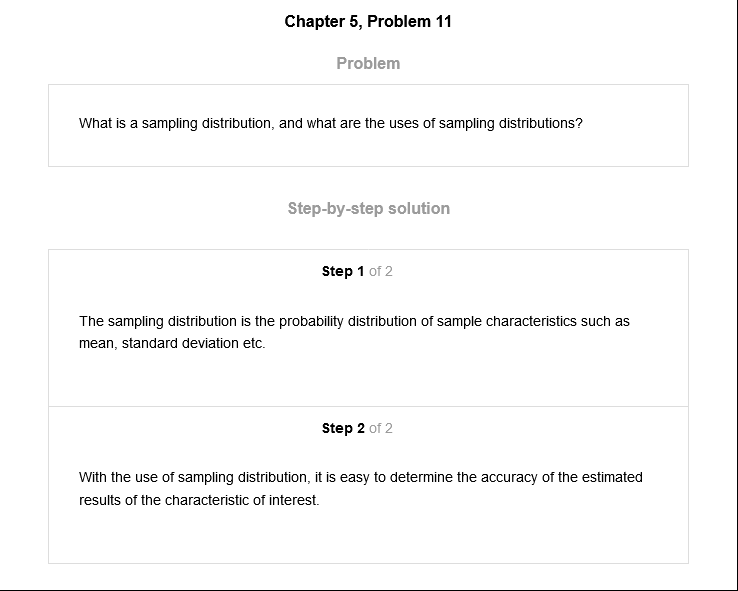 Chapter 5, Problem 11
Problem
What is a sampling distribution, and what are the uses of sampling distributions?
Step-by-step solution
Step 1 of 2
The sampling distribution is the probability distribution of sample characteristics such as
mean, standard deviation etc.
Step 2 of 2
With the use of sampling distribution, it is easy to determine the accuracy of the estimated
results of the characteristic of interest.